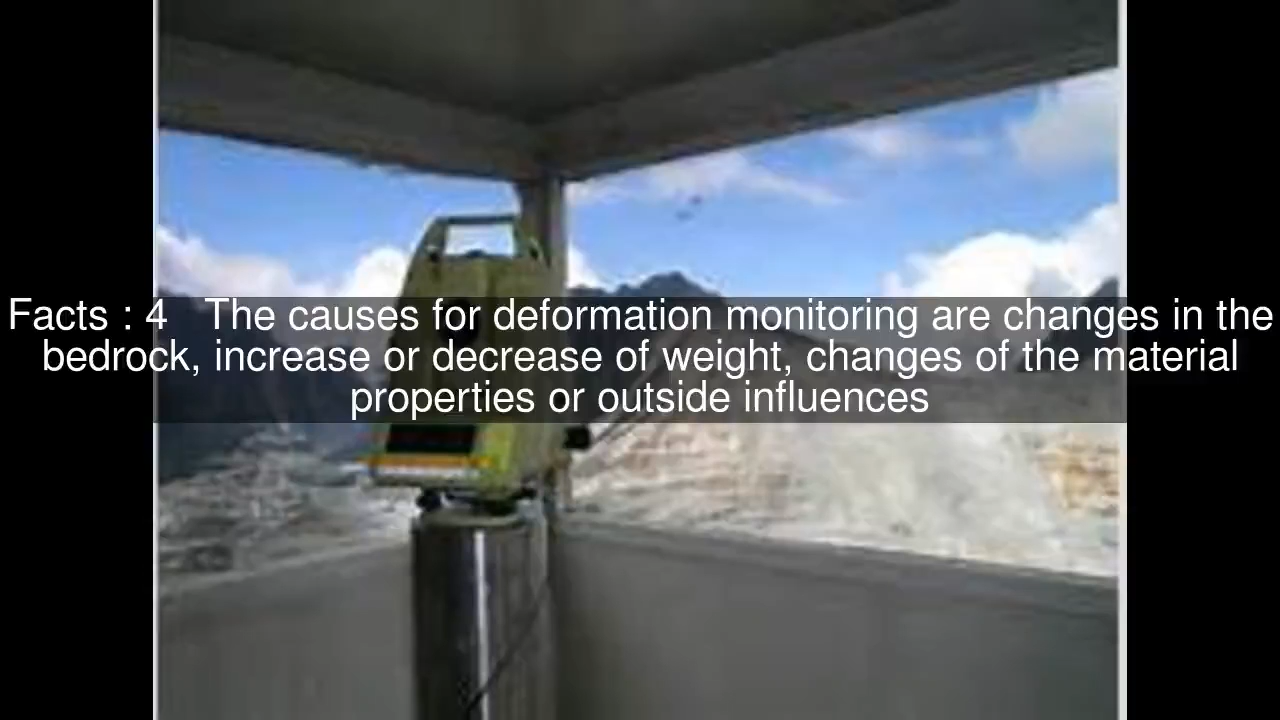 Facts : 4 The causes for deformation monitoring are changes in the
bedrock, increase or decrease of weight, changes of the material
properties or outside influences